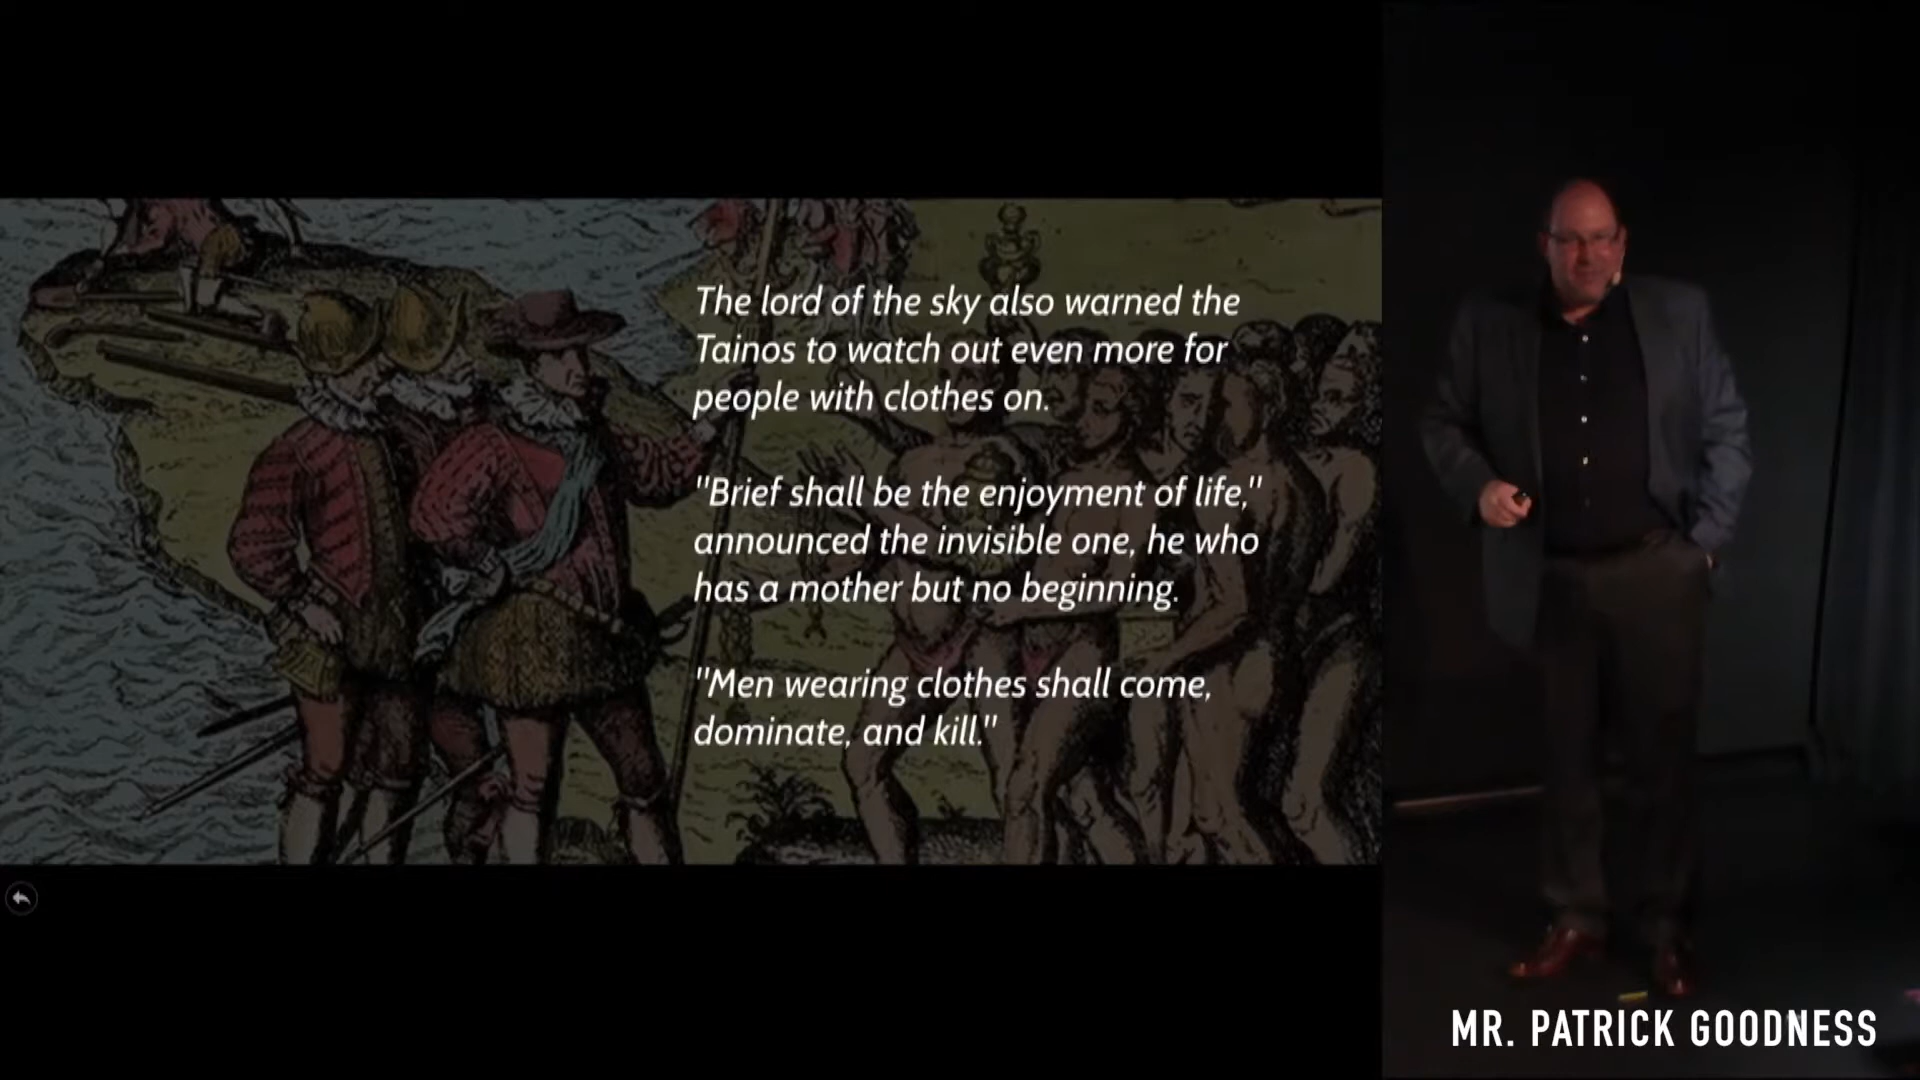 The lord of the sky also warned the
Tainos to watch out even more for
people with clothes on.
"Brief shall be the enjoyment of life,"
announced the invisible one, he who
has a mother but no beginning.
"Men wearing clothes shall come,
dominate, and kill."
MR. PATRICK GOODNESS